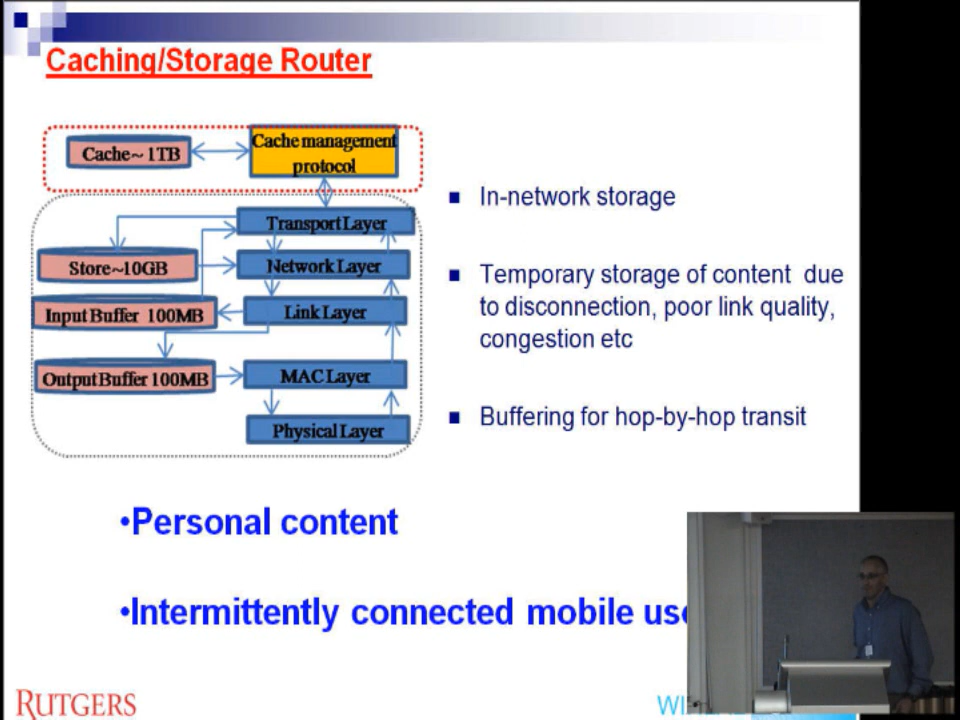 Caching/Storage Router
Cache~ 1TB
Cache management
protocol
Transport Layer
Store~10GB
Network Layer
Input Buffer 100MB
Link Layer
Output Buffer 100MB
MAC Layer
Physical Layer
■ In-network storage
■ Temporary storage of content due
to disconnection, poor link quality,
congestion etc
■ Buffering for hop-by-hop transit
•Personal content
•Intermittently connected mobile
RUTGERS